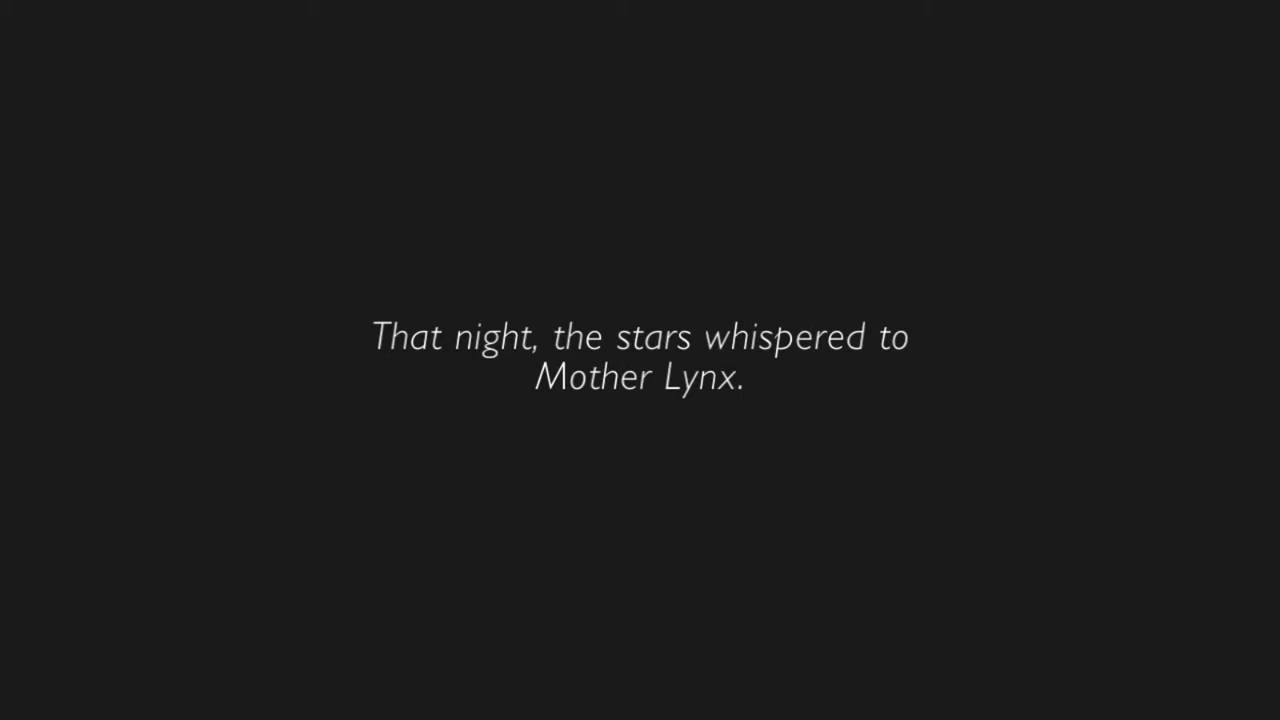 That night, the stars whispered to
Mother Lynx.